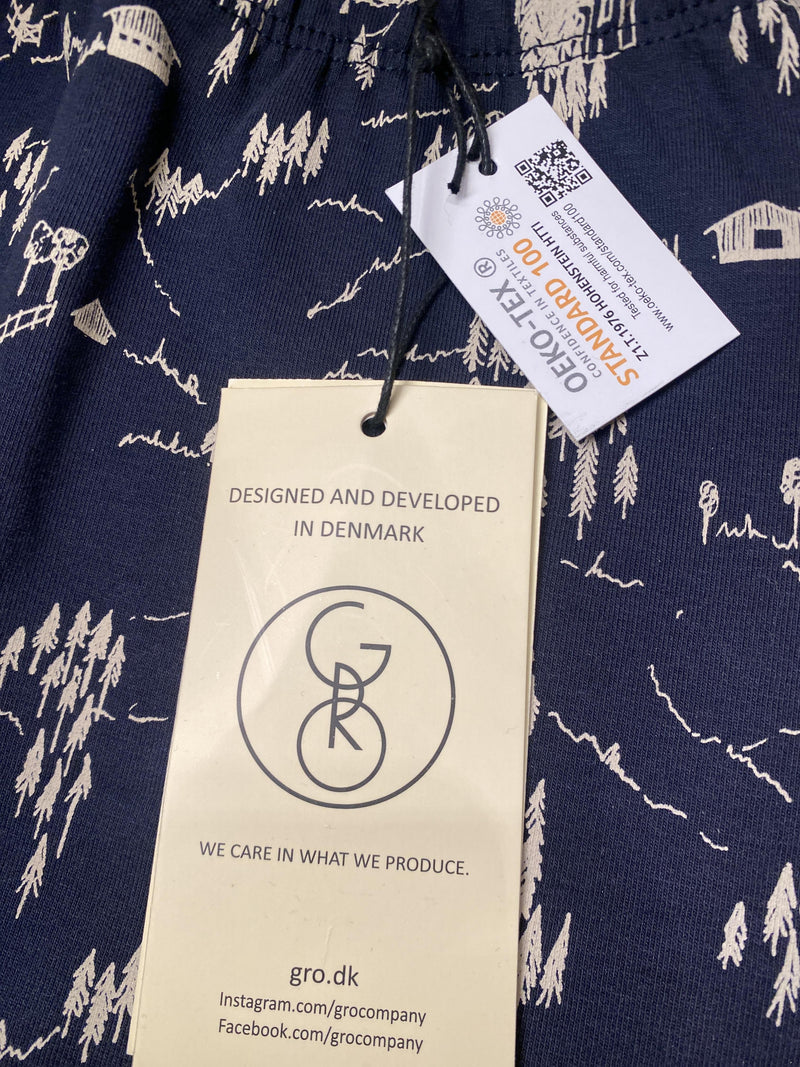 OEKO-TEX ®
CONFIDENCE IN TEXTILES
STANDARD 100
Z1.T.1976 HOHENSTEIN HTTI
Tested for harmful substances
www.oeko-tex.com/standard100
DESIGNED AND DEVELOPED
IN DENMARK
GRO
WE CARE IN WHAT WE PRODUCE.
gro.dk
Instagram.com/grocompany
Facebook.com/grocompany